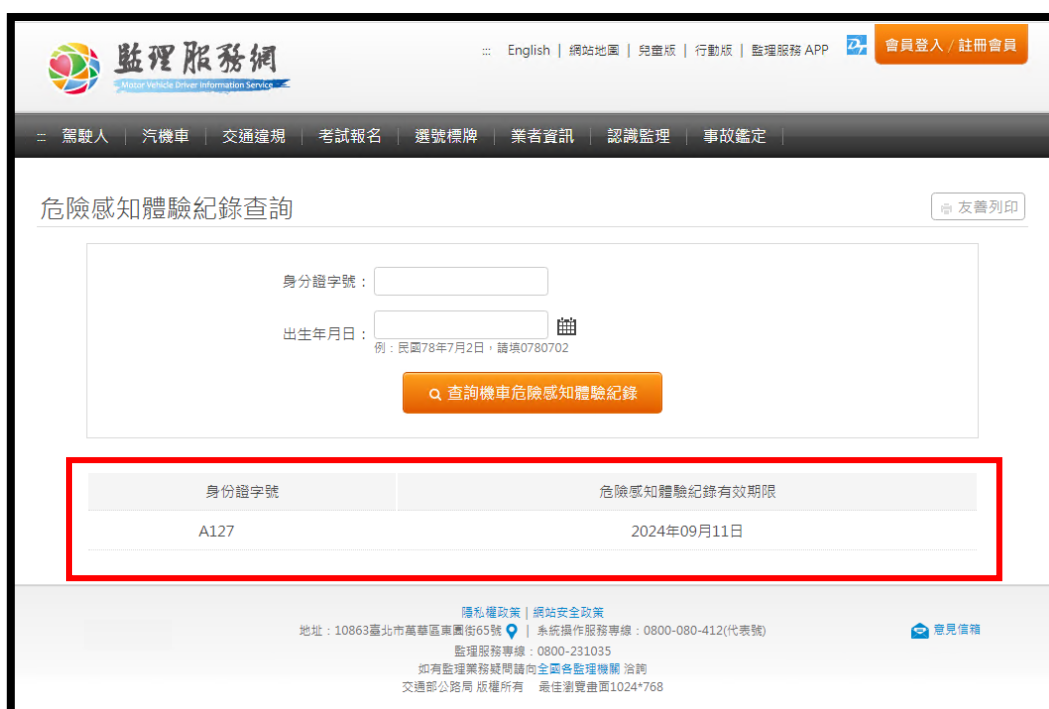 監理服務網
Motor Vehicle Driver Information Service
::: English | 網站地圖 | 兒童版 | 行動版 | 監理服務 APP
會員登入 / 註冊會員
::: 駕駛人 | 汽機車 | 交通違規 | 考試報名 | 選號標牌 | 業者資訊 | 認識監理 | 事故鑑定 |
危險感知體驗紀錄查詢
友善列印
身分證字號：
出生年月日：
例：民國78年7月2日，請填0780702
查詢機車危險感知體驗紀錄
身份證字號 危險感知體驗紀錄有效期限
A127 2024年09月11日
隱私權政策 | 網站安全政策
地址：10863臺北市萬華區東園街65號 | 系統操作服務專線：0800-080-412(代表號)
意見信箱
監理服務專線：0800-231035
如有監理業務疑問請向全國各監理機關 洽詢
交通部公路局 版權所有 最佳瀏覽畫面1024*768